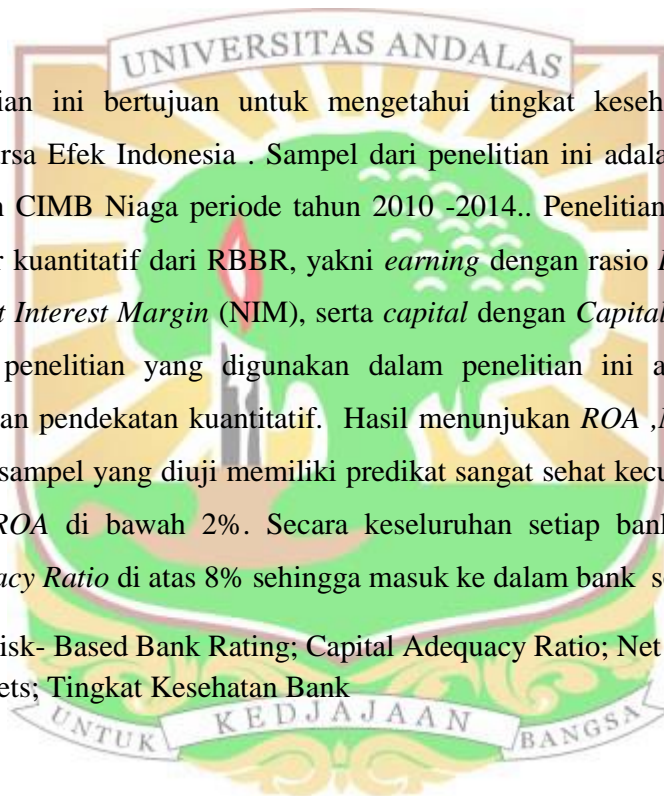 UNIVERSITAS ANDALAS
ian ini bertujuan untuk mengetahui tingkat keseh
rsa Efek Indonesia . Sampel dari penelitian ini adala
n CIMB Niaga periode tahun 2010 -2014.. Penelitian
r kuantitatif dari RBBR, yakni earning dengan rasio
t Interest Margin (NIM), serta capital dengan Capital
penelitian yang digunakan dalam penelitian ini a
an pendekatan kuantitatif. Hasil menunjukan ROA ,
sampel yang diuji memiliki predikat sangat sehat kecu
ROA di bawah 2%. Secara keseluruhan setiap bank
acy Ratio di atas 8% sehingga masuk ke dalam bank s
isk- Based Bank Rating; Capital Adequacy Ratio; Net
ets; Tingkat Kesehatan Bank
UNTUK KEDJAJAAN BANGSA